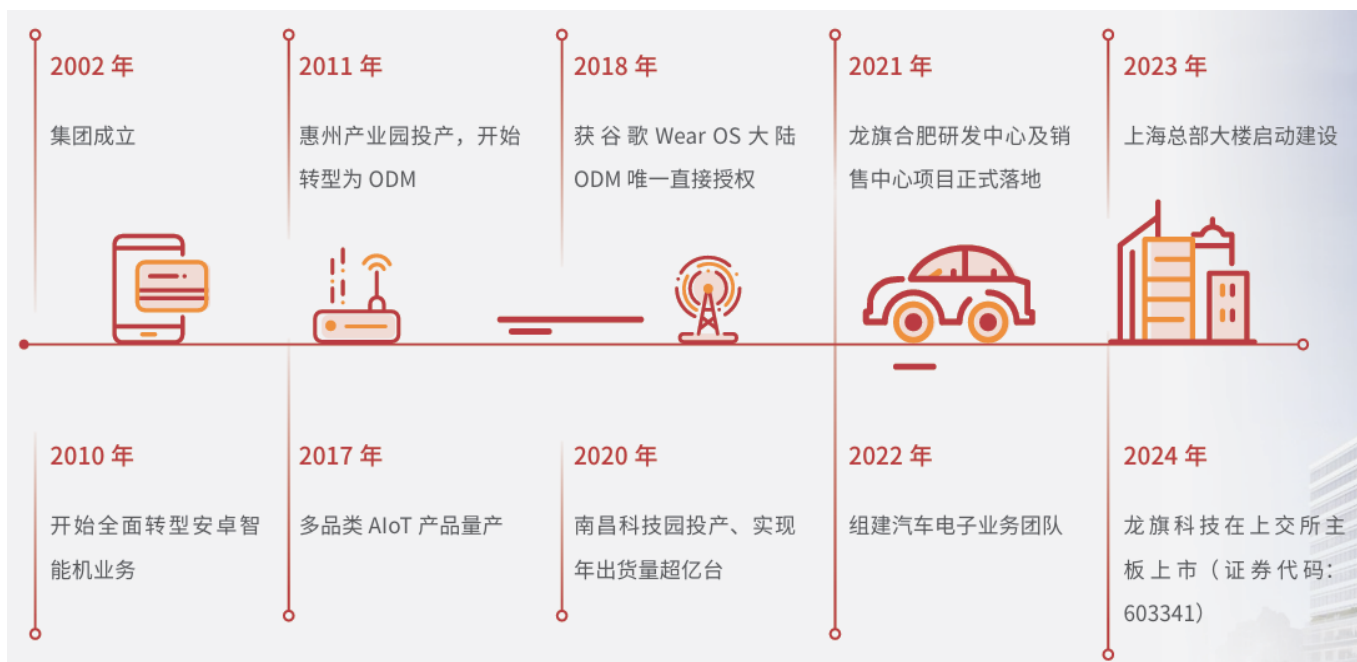 2002 年
集团成立
2011 年
惠州产业园投产，开始
转型为 ODM
2018 年
获谷歌 Wear OS 大陆
ODM 唯一直接授权
2021 年
龙旗合肥研发中心及销
售中心项目正式落地
2023 年
上海总部大楼启动建设
2010 年
开始全面转型安卓智
能机业务
2017 年
多品类 AIoT 产品量产
2020 年
南昌科技园投产、实现
年出货量超亿台
2022 年
组建汽车电子业务团队
2024 年
龙旗科技在上交所主
板上市（证券代码：
603341）